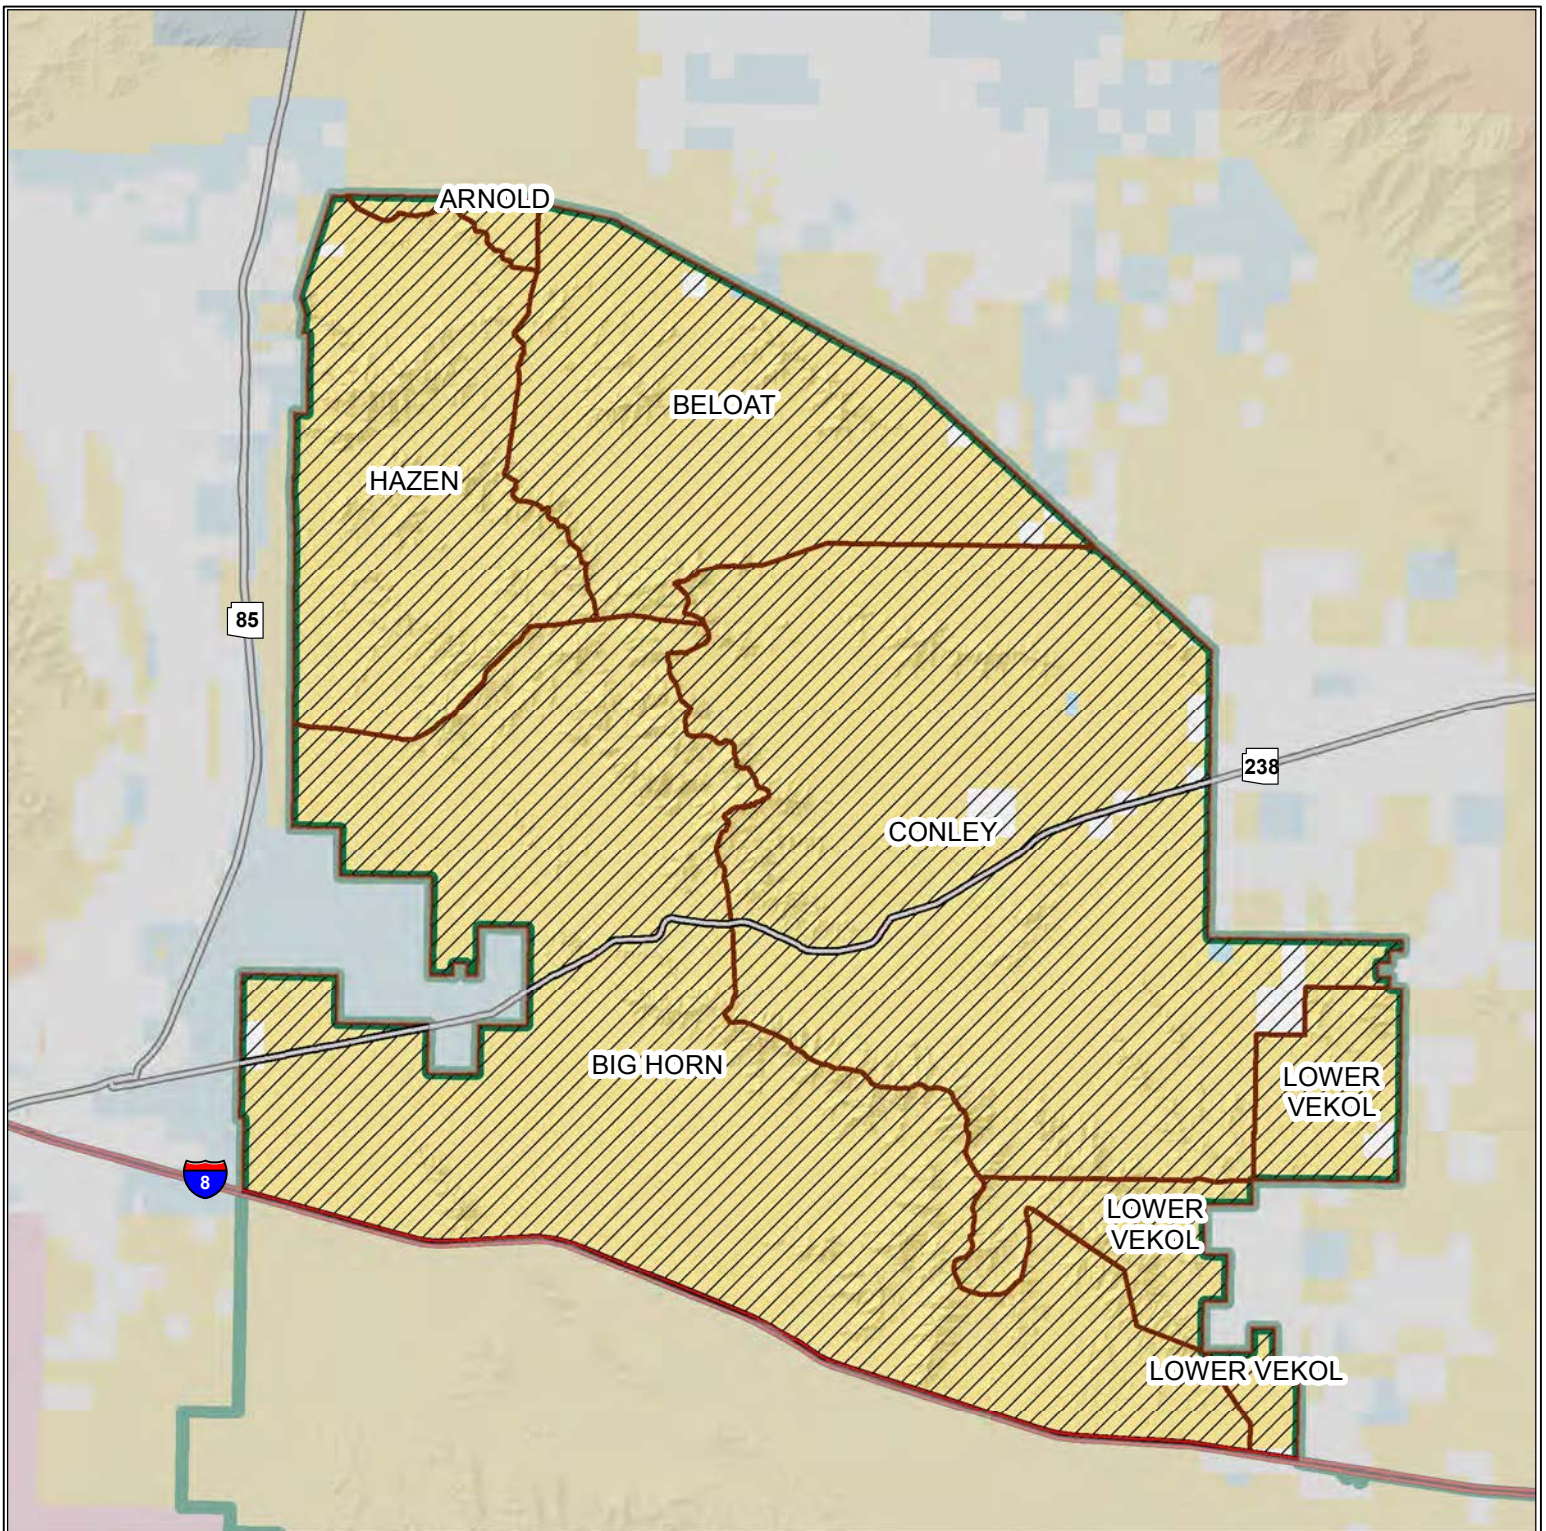 ARNOLD
BELOAT
HAZEN
85
238
CONLEY
BIG HORN
LOWER
VEKOL
8
LOWER
VEKOL
LOWER VEKOL